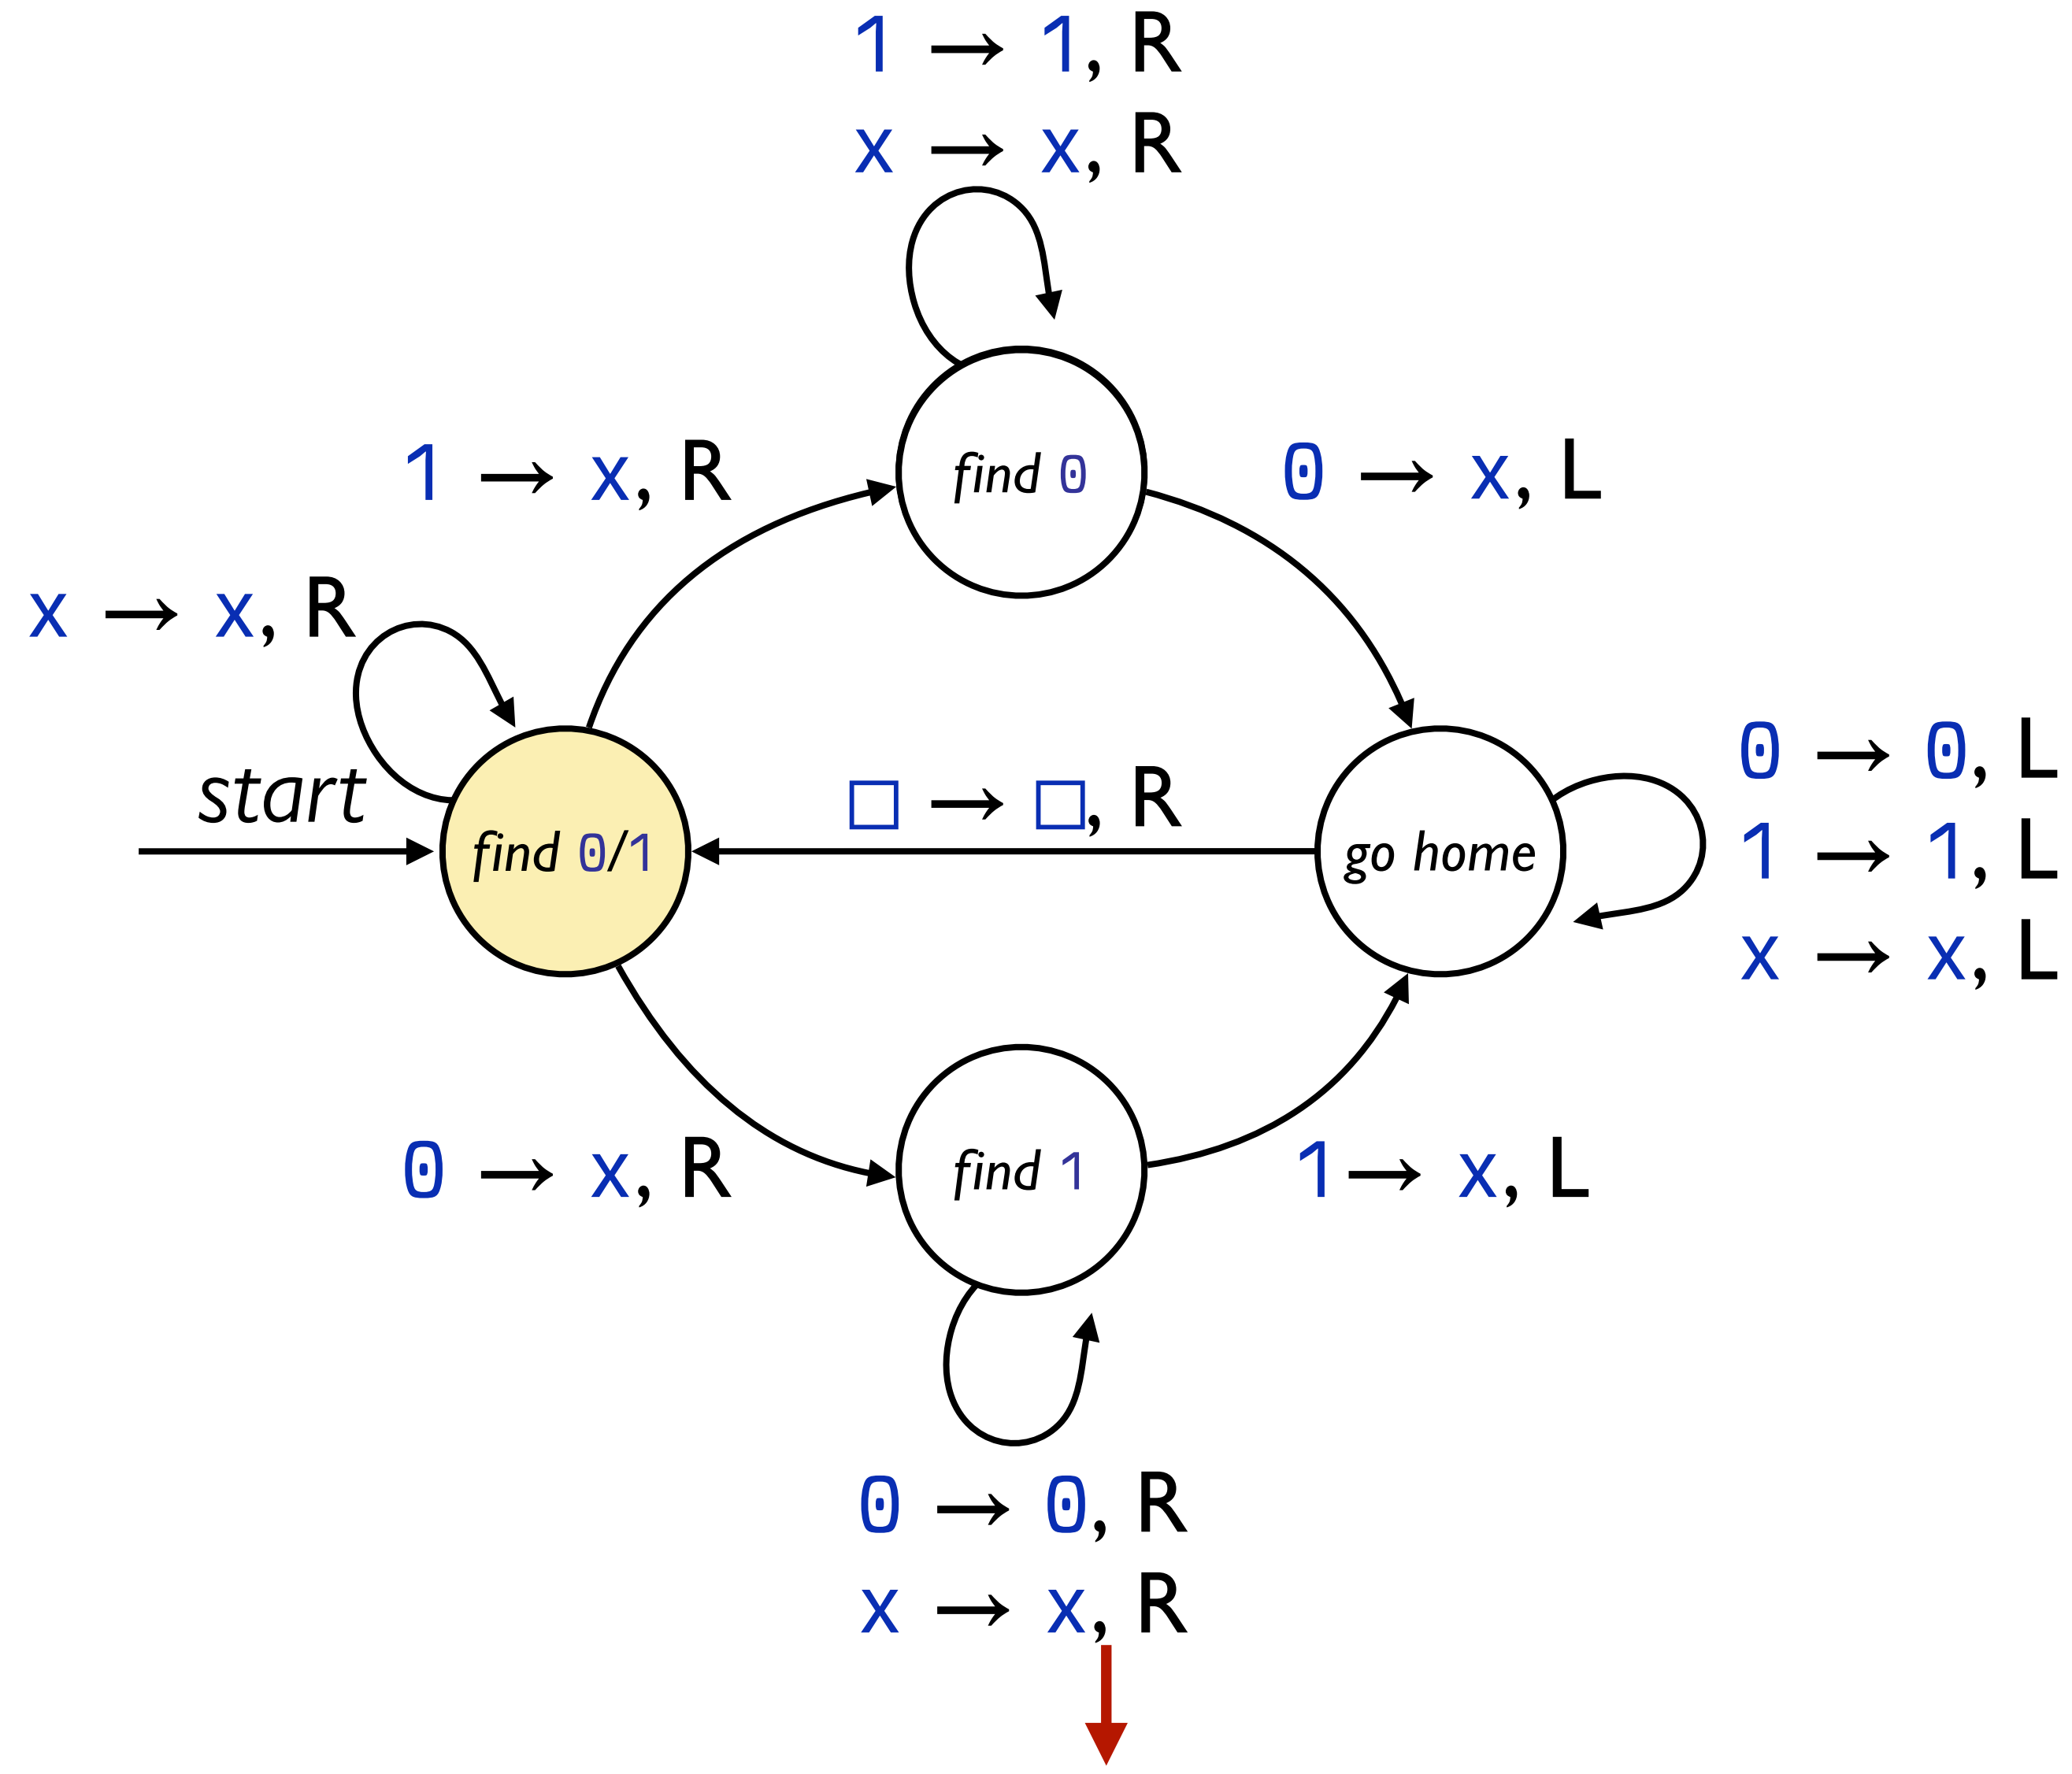 1 → 1, R
x → x, R
find 0
1 → x, R
0 → x, L
x → x, R
start
find 0/1
□ → □, R
go home
0 → 0, L
1 → 1, L
x → x, L
0 → x, R
find 1
1 → x, L
0 → 0, R
x → x, R